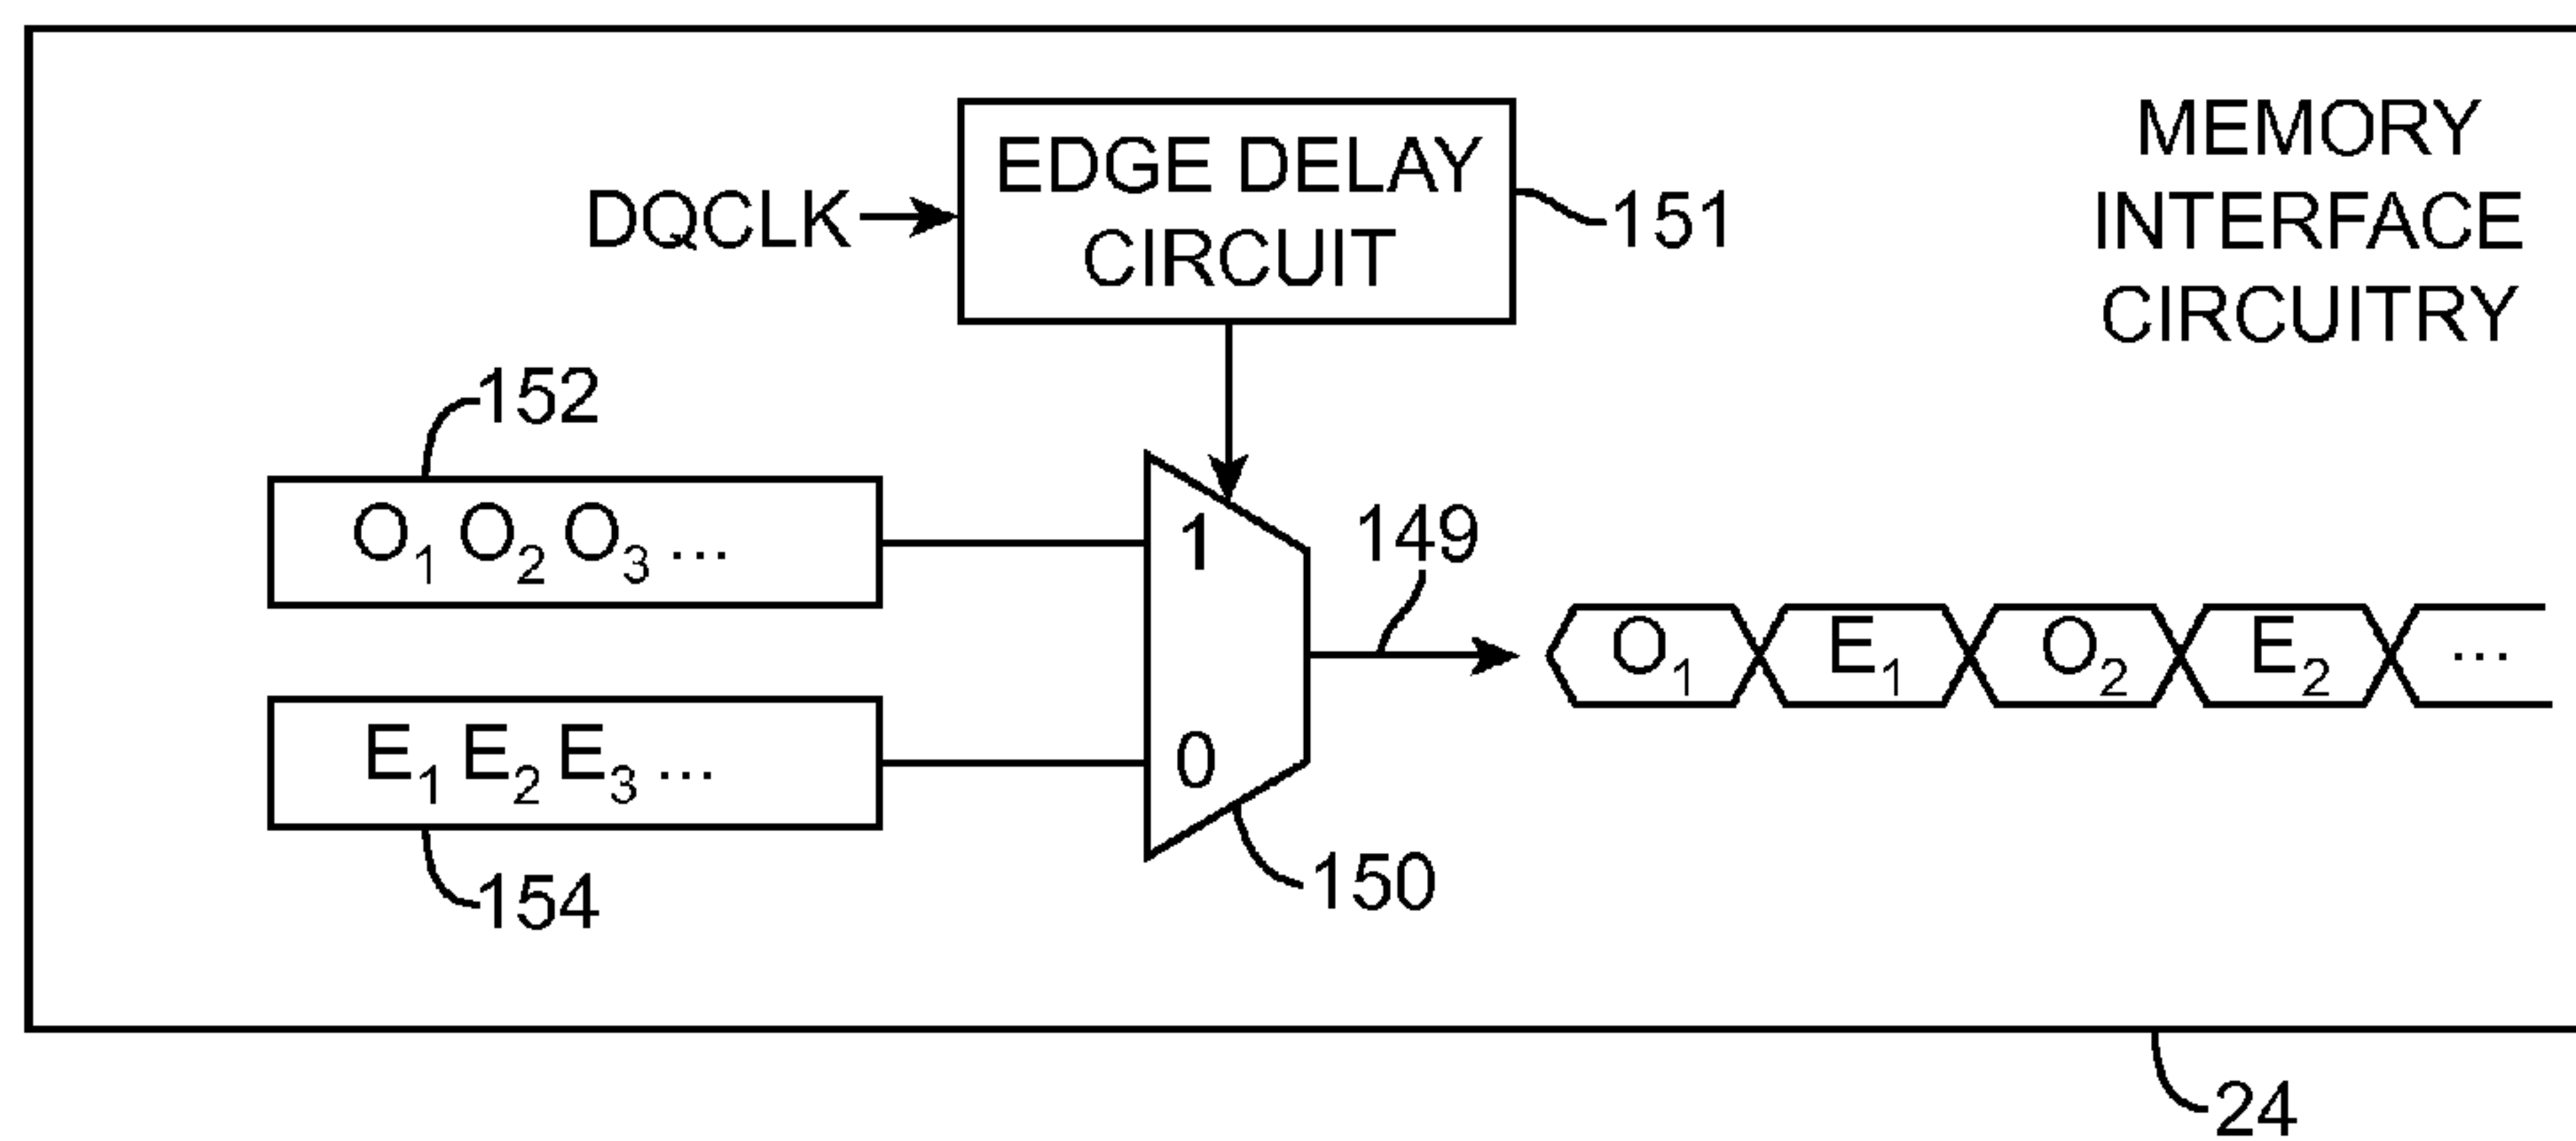 MEMORY
INTERFACE
CIRCUITRY
EDGE DELAY
CIRCUIT
DQCLK
151
152
O₁ O₂ O₃ ...
1
149
O₁ E₁ O₂ E₂ ...
E₁ E₂ E₃ ...
0
154
150
24